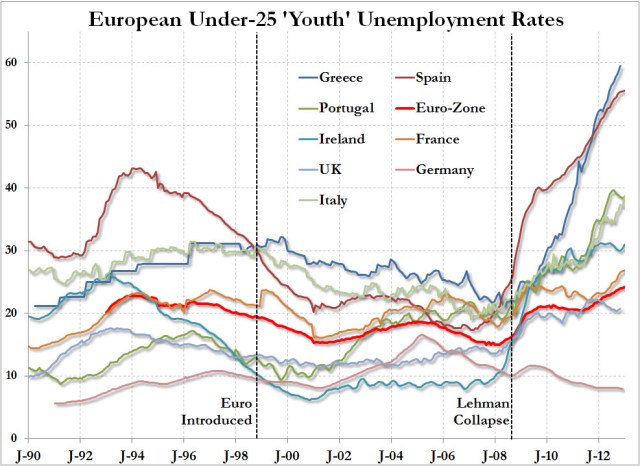 European Under-25 'Youth' Unemployment Rates
60
50
40
30
20
10
0
Greece
Spain
Portugal
Euro-Zone
Ireland
France
UK
Germany
Italy
Euro
Introduced
Lehman
Collapse
J-90
J-92
J-94
J-96
J-98
J-00
J-02
J-04
J-06
J-08
J-10
J-12